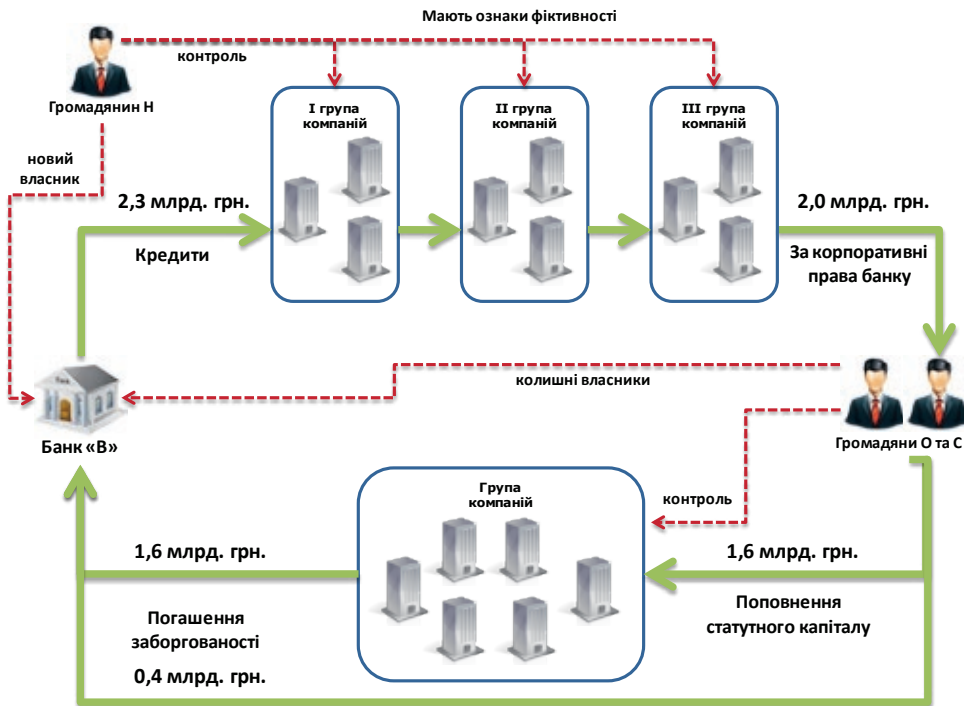 Мають ознаки фіктивності
контроль
Громадянин Н
І група
компаній
ІІ група
компаній
ІІІ група
компаній
новий
власник
2,3 млрд. грн.
Кредити
2,0 млрд. грн.
За корпоративні
права банку
колишні власники
Банк «В»
Громадяни О та С
Група
компаній
контроль
1,6 млрд. грн.
1,6 млрд. грн.
Погашення
заборгованості
Поповнення
статутного капіталу
0,4 млрд. грн.